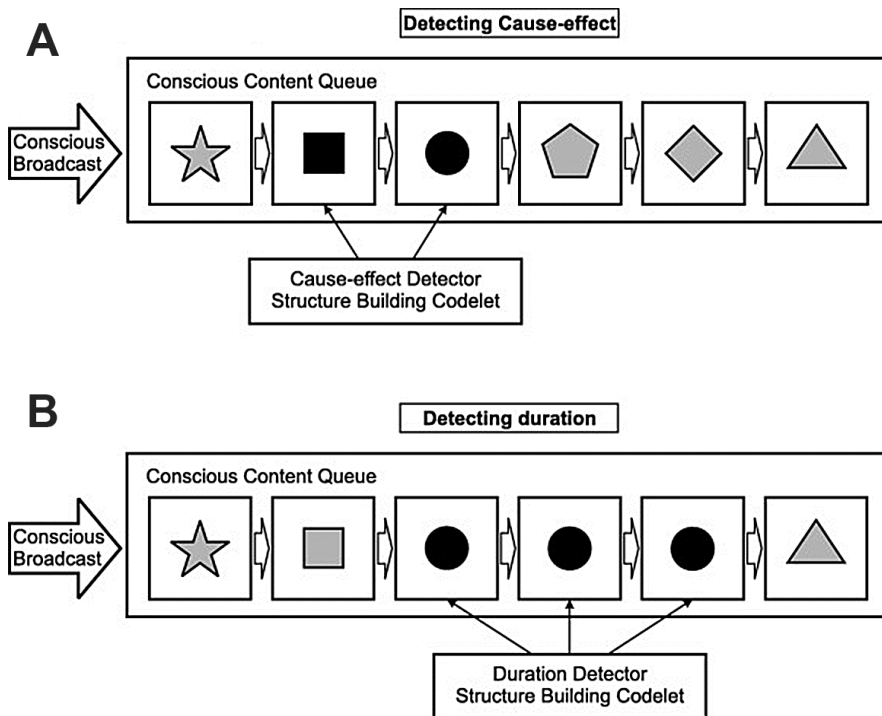 A
Detecting Cause-effect
Conscious Content Queue
Conscious
Broadcast
Cause-effect Detector
Structure Building Codelet
B
Detecting duration
Conscious Content Queue
Conscious
Broadcast
Duration Detector
Structure Building Codelet